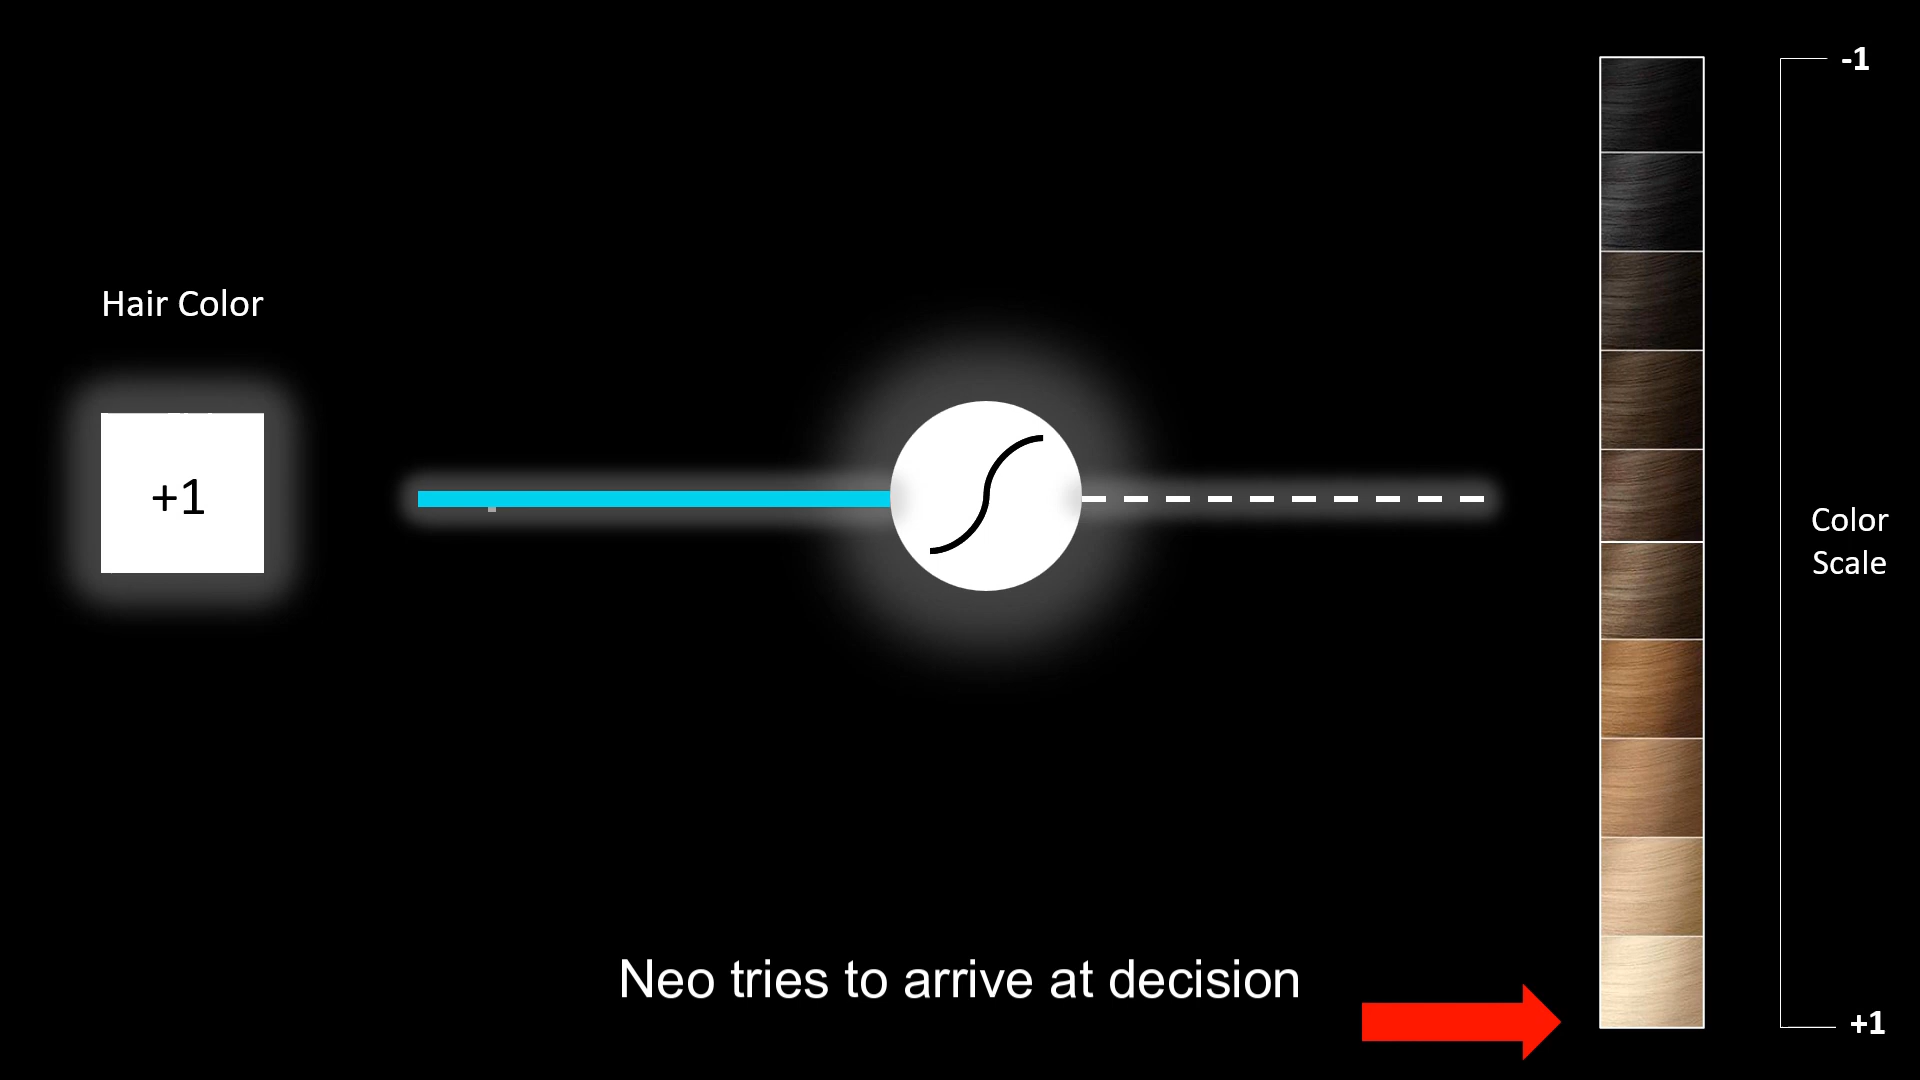 -1
Hair Color
+1
Color
Scale
Neo tries to arrive at decision
+1